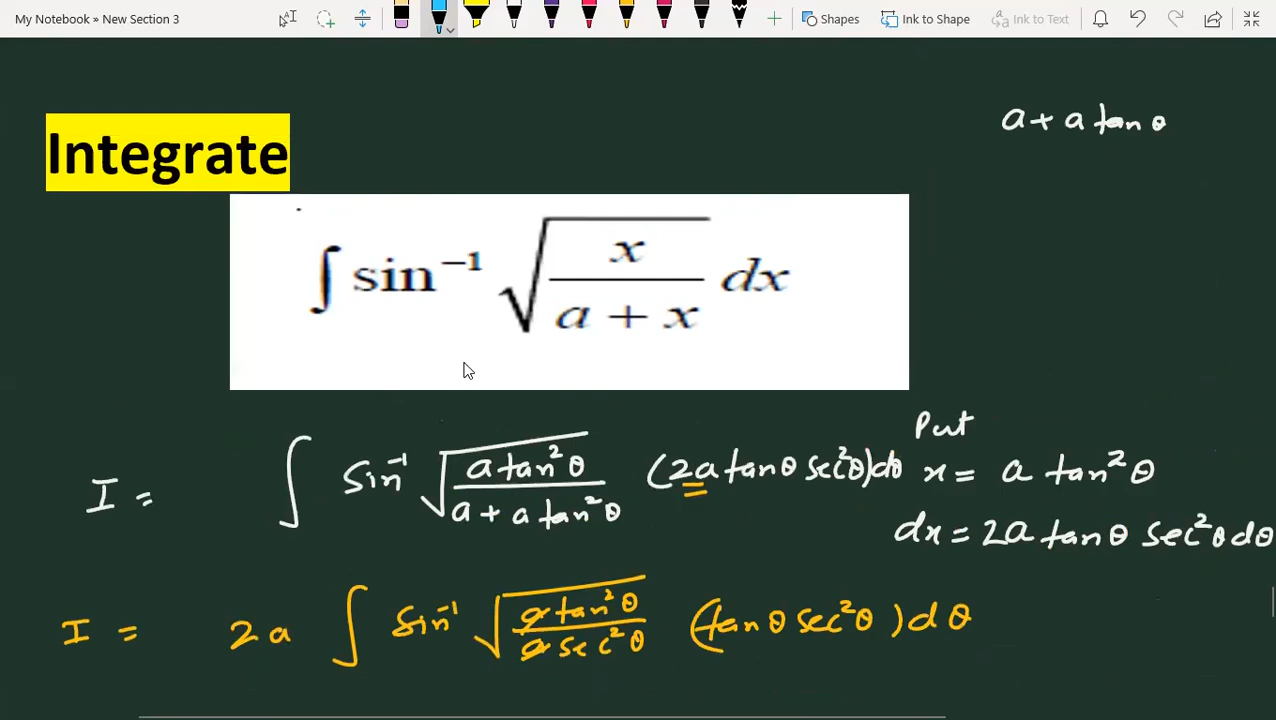 My Notebook » New Section 3
Shapes
Ink to Shape
Ink to Text
a + a tan θ
Integrate
∫ sin⁻¹ √(x / (a + x)) dx
Put
I = ∫ Sin⁻¹ √(a tan²θ / (a + a tan²θ)) (2a tanθ sec²θ)dθ
x = a tan²θ
dx = 2a tanθ sec²θdθ
I = 2a ∫ Sin⁻¹ √(a tan²θ / a sec²θ) (tanθ sec²θ)dθ